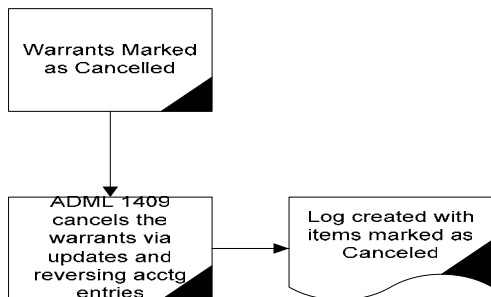 Warrants Marked
as Cancelled
ADML 1409
cancels the
warrants via
updates and
reversing acctg
entries
Log created with
items marked as
Canceled